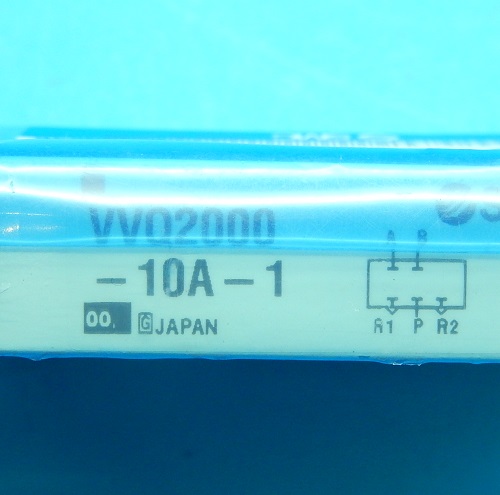 VVQ2000
-10A-1
00. G JAPAN
A B
R1 P R2